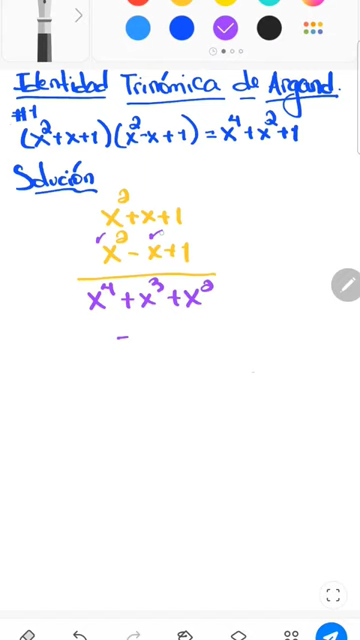 Identidad Trinómica de Argand.
#1
(x²+x+1)(x²-x+1)=x⁴+x²+1
Solución
x²+x+1
x²-x+1
x⁴+x³+x²
-